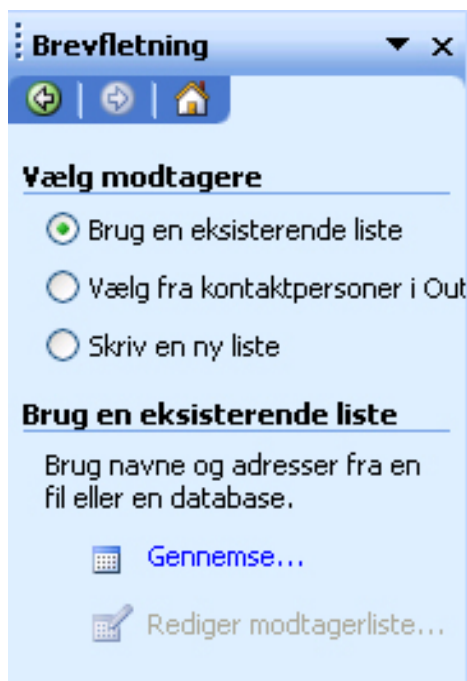 Brevfletning
Vælg modtagere
Brug en eksisterende liste
Vælg fra kontaktpersoner i Out
Skriv en ny liste
Brug en eksisterende liste
Brug navne og adresser fra en
fil eller en database.
Gennemse...
Rediger modtagerliste...